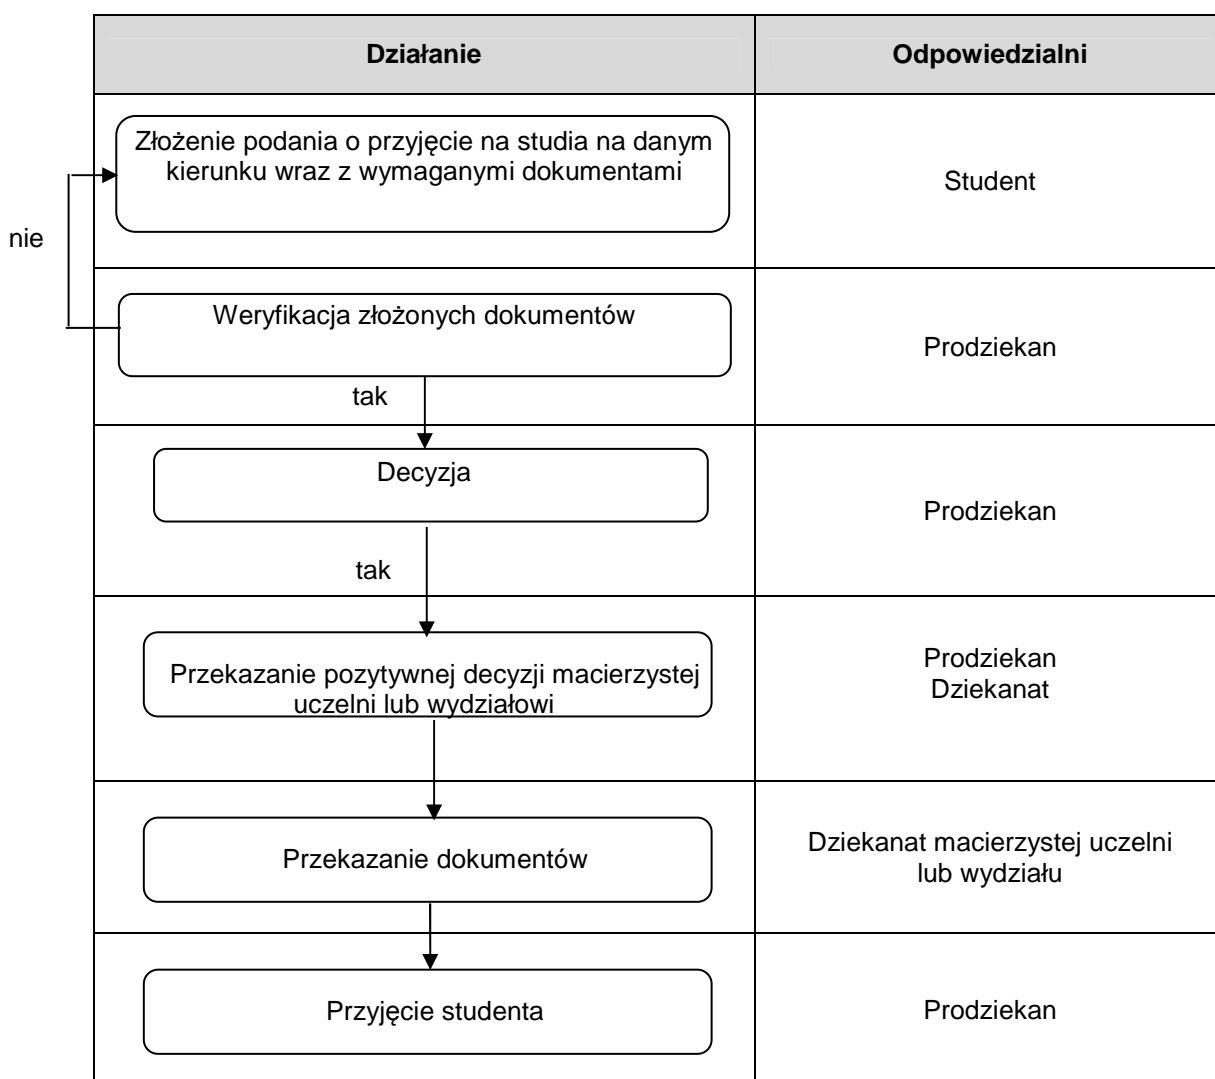 Działanie
Odpowiedzialni
Złożenie podania o przyjęcie na studia na danym
kierunku wraz z wymaganymi dokumentami
Student
nie
Weryfikacja złożonych dokumentów
Prodziekan
tak
Decyzja
Prodziekan
tak
Przekazanie pozytywnej decyzji macierzystej
uczelni lub wydziałowi
Prodziekan
Dziekanat
Przekazanie dokumentów
Dziekanat macierzystej uczelni
lub wydziału
Przyjęcie studenta
Prodziekan